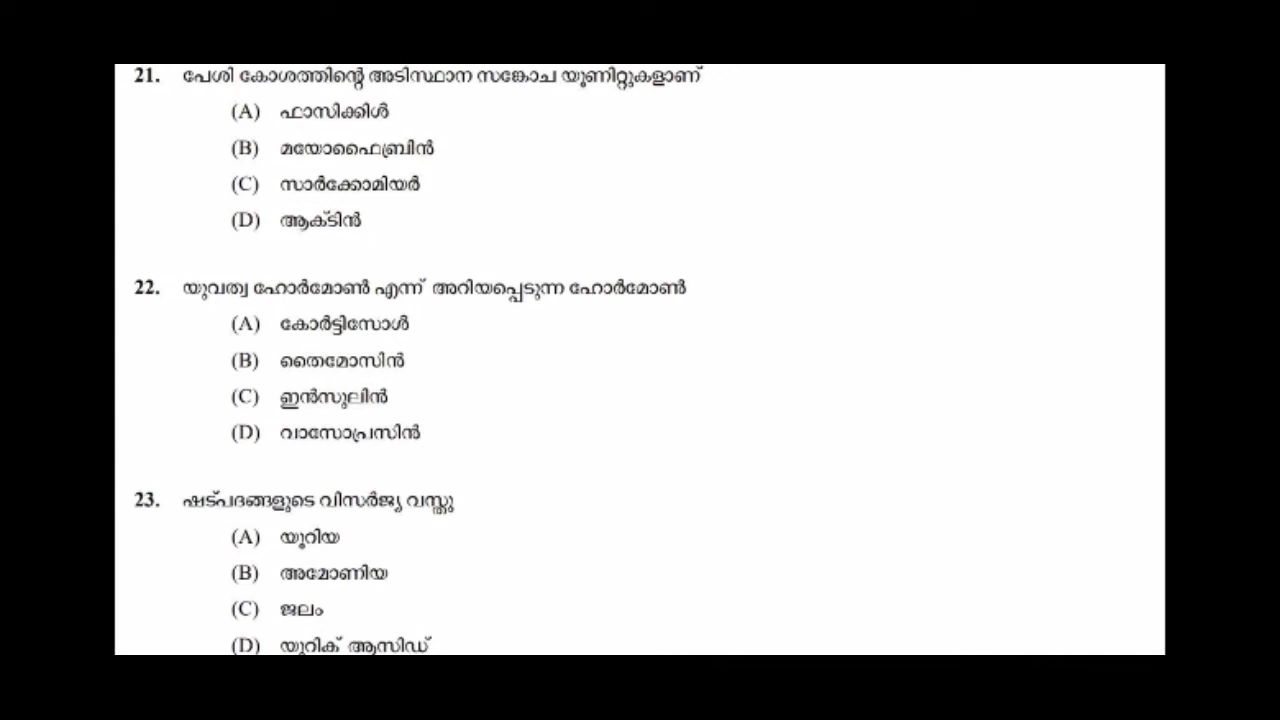 21. പേശി കോശത്തിന്റെ അടിസ്ഥാന സങ്കോച യൂണിറ്റുകളാണ്
(A) ഫാസിക്കിൾ
(B) മയോഫൈബ്രിൻ
(C) സാർക്കോമിയർ
(D) ആക്ടിൻ
22. യുവത്വ ഹോർമോൺ എന്ന് അറിയപ്പെടുന്ന ഹോർമോൺ
(A) കോർട്ടിസോൾ
(B) തൈമോസിൻ
(C) ഇൻസുലിൻ
(D) വാസോപ്രസിൻ
23. ഷട്പദങ്ങളുടെ വിസർജ്യ വസ്തു
(A) യൂറിയ
(B) അമോണിയ
(C) ജലം
(D) യൂറിക് ആസിഡ്